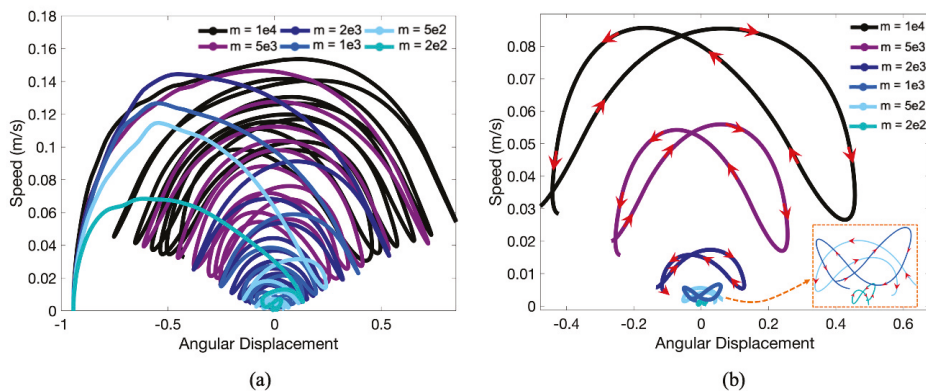 0.18
0.16
0.14
0.12
0.10
0.08
0.06
0.04
0.02
0.00
Speed (m/s)
m = 1e4 m = 2e3 m = 5e2
m = 5e3 m = 1e3 m = 2e2
-1 -0.5 0 0.5
Angular Displacement
(a)
0.08
0.07
0.06
0.05
0.04
0.03
0.02
0.01
0
Speed (m/s)
m = 1e4
m = 5e3
m = 2e3
m = 1e3
m = 5e2
m = 2e2
-0.4 -0.2 0 0.2 0.4 0.6
Angular Displacement
(b)